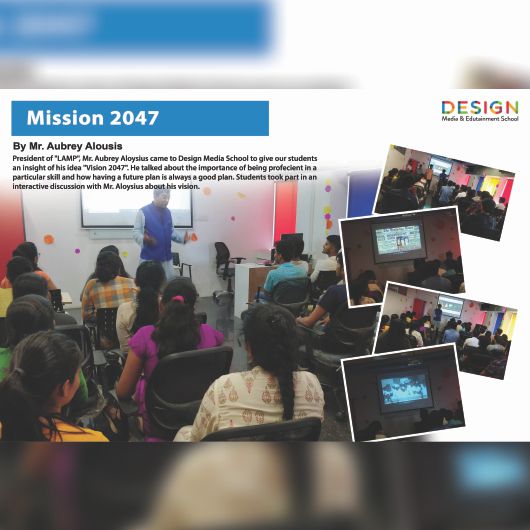 Mission 2047
DESIGN
Media & Edutainment School
By Mr. Aubrey Alousis
President of "LAMP", Mr. Aubrey Aloysius came to Design Media School to give our students
an insight of his idea "Vision 2047". He talked about the importance of being profecient in a
particular skill and how having a future plan is always a good plan. Students took part in an
interactive discussion with Mr. Aloysius about his vision.